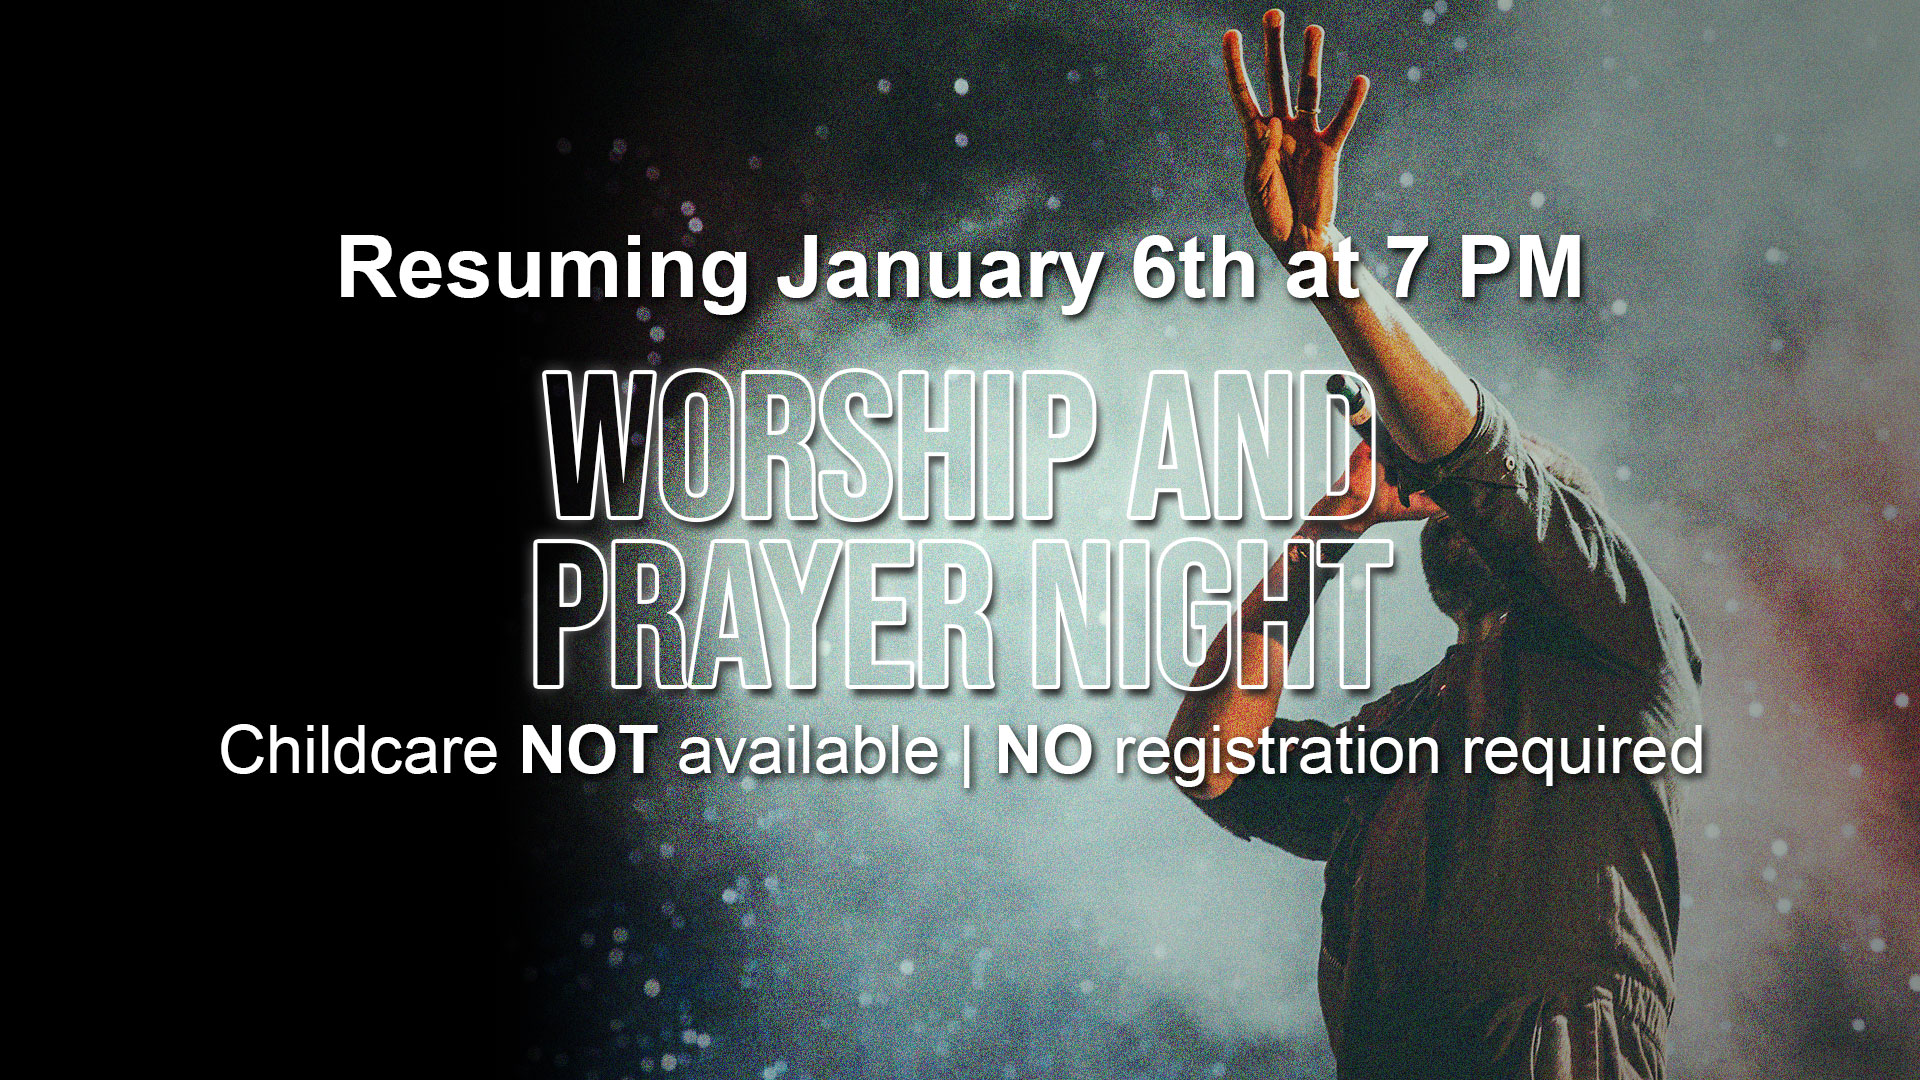 Resuming January 6th at 7 PM
WORSHIP AND
PRAYER NIGHT
Childcare NOT available | NO registration required